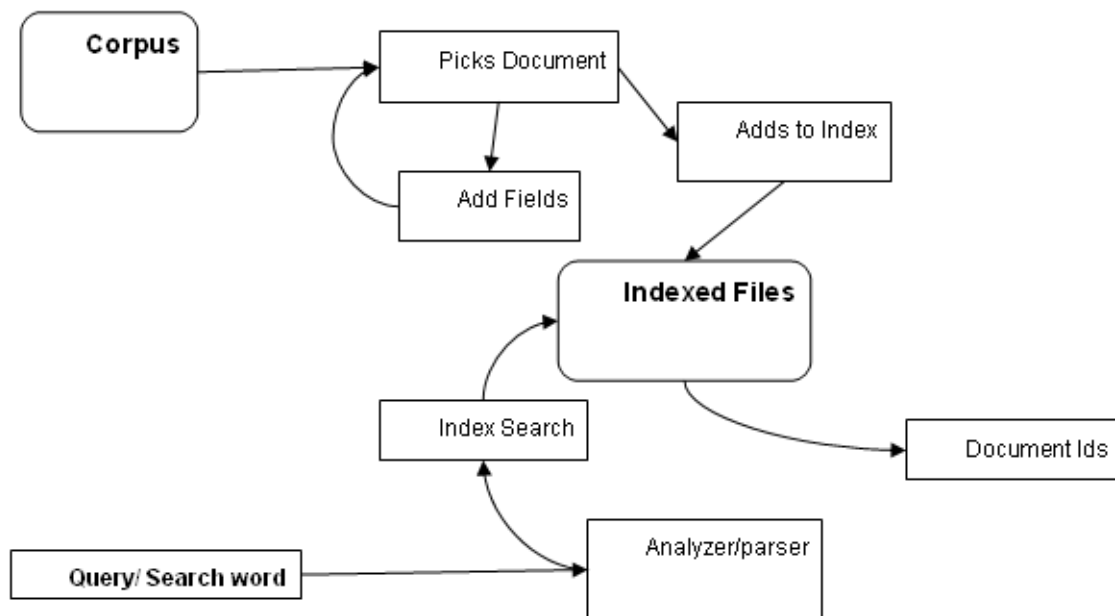 Corpus
Picks Document
Adds to Index
Add Fields
Indexed Files
Index Search
Document Ids
Analyzer/parser
Query/ Search word